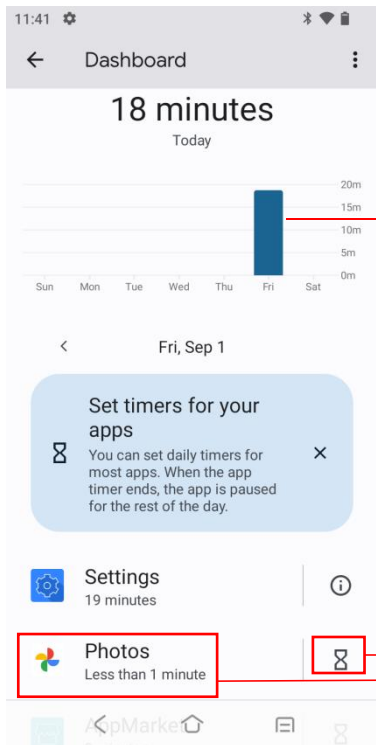 11:41
Dashboard
18 minutes
Today
20m
15m
10m
5m
0m
Sun Mon Tue Wed Thu Fri Sat
Fri, Sep 1
Set timers for your
apps
You can set daily timers for
most apps. When the app
timer ends, the app is paused
for the rest of the day.
Settings
19 minutes
Photos
Less than 1 minute
AppMarket